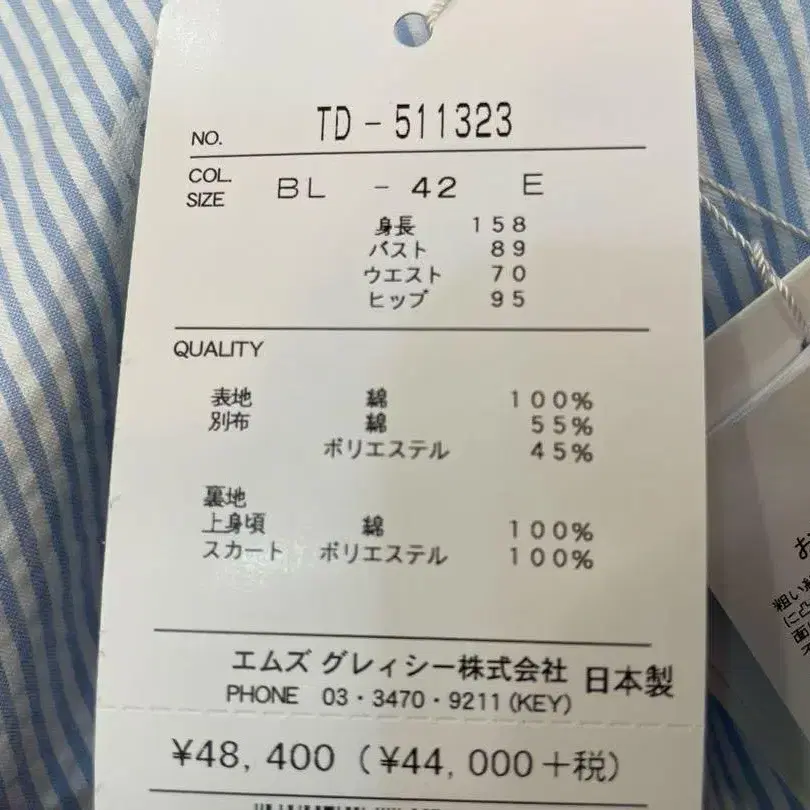 NO. TD-511323
COL.
SIZE BL - 42 E
身長 158
バスト 89
ウエスト 70
ヒップ 95
QUALITY
表地 綿 100%
別布 綿 55%
ポリエステル 45%
裏地
上身頃 綿 100%
スカート ポリエステル 100%
エムズ グレィシー株式会社 日本製
PHONE 03・3470・9211(KEY)
¥48,400 (¥44,000+税)
粗い